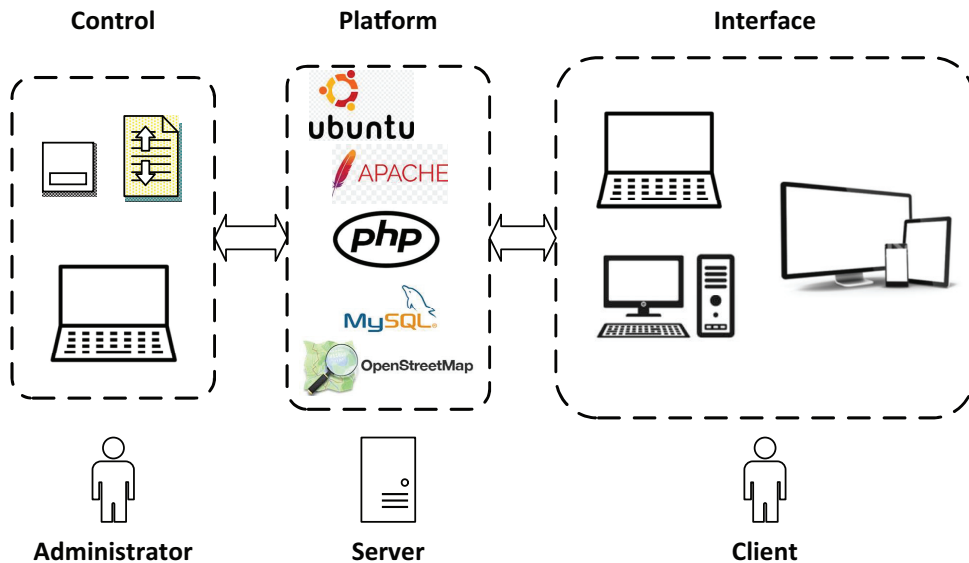 Control
Platform
Interface
ubuntu
APACHE
php
MySQL®
OpenStreetMap
Administrator
Server
Client